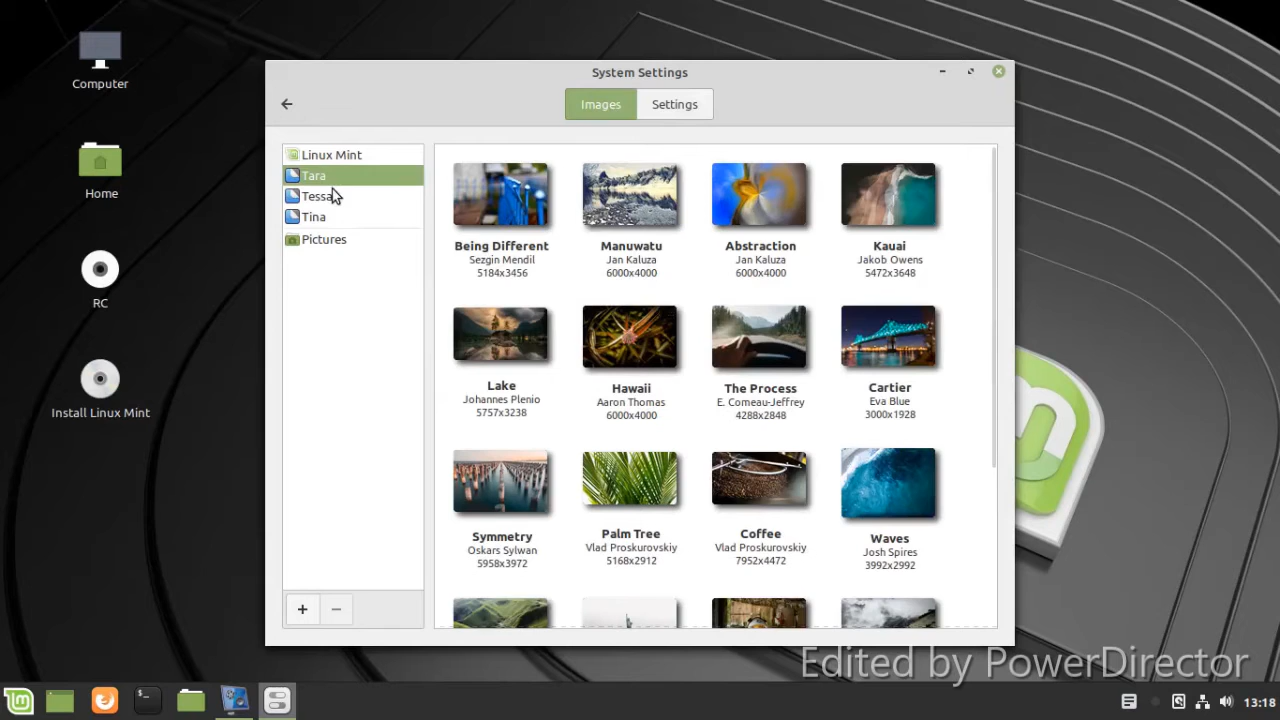 System Settings
Images
Settings
Computer
Home
RC
Install Linux Mint
Linux Mint
Tara
Tessa
Tina
Pictures
Being Different
Sezgin Mendil
5184x3456
Manuwatu
Jan Kaluza
6000x4000
Abstraction
Jan Kaluza
6000x4000
Kauai
Jakob Owens
5472x3648
Lake
Johannes Plenio
5757x3238
Hawaii
Aaron Thomas
6000x4000
The Process
E. Comeau-Jeffrey
4288x2848
Cartier
Eva Blue
3000x1928
Symmetry
Oskars Sylwan
5958x3972
Palm Tree
Vlad Proskurovskiy
5168x2912
Coffee
Vlad Proskurovskiy
7952x4472
Waves
Josh Spires
3992x2992
Edited by PowerDirector
13:18